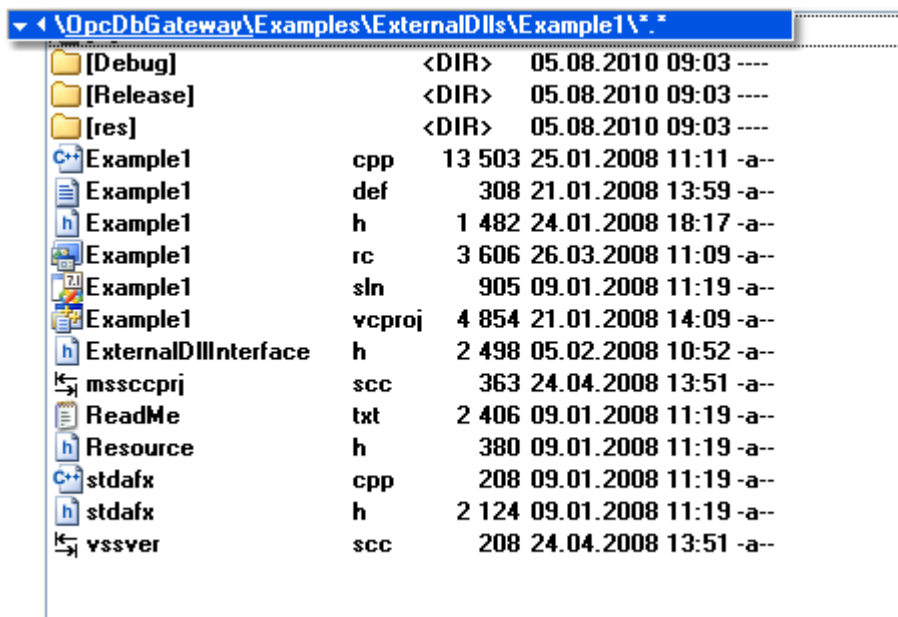 \OpcDbGateway\Examples\ExternalDlls\Example1\*.*
[Debug] <DIR> 05.08.2010 09:03 ----
[Release] <DIR> 05.08.2010 09:03 ----
[res] <DIR> 05.08.2010 09:03 ----
C++ Example1 cpp 13 503 25.01.2008 11:11 -a--
Example1 def 308 21.01.2008 13:59 -a--
h Example1 h 1 482 24.01.2008 18:17 -a--
Example1 rc 3 606 26.03.2008 11:09 -a--
7.1 Example1 sln 905 09.01.2008 11:19 -a--
Example1 vcproj 4 854 21.01.2008 14:09 -a--
h ExternalDllInterface h 2 498 05.02.2008 10:52 -a--
mssccprj scc 363 24.04.2008 13:51 -a--
ReadMe txt 2 406 09.01.2008 11:19 -a--
h Resource h 380 09.01.2008 11:19 -a--
C++ stdafx cpp 208 09.01.2008 11:19 -a--
h stdafx h 2 124 09.01.2008 11:19 -a--
vssver scc 208 24.04.2008 13:51 -a--